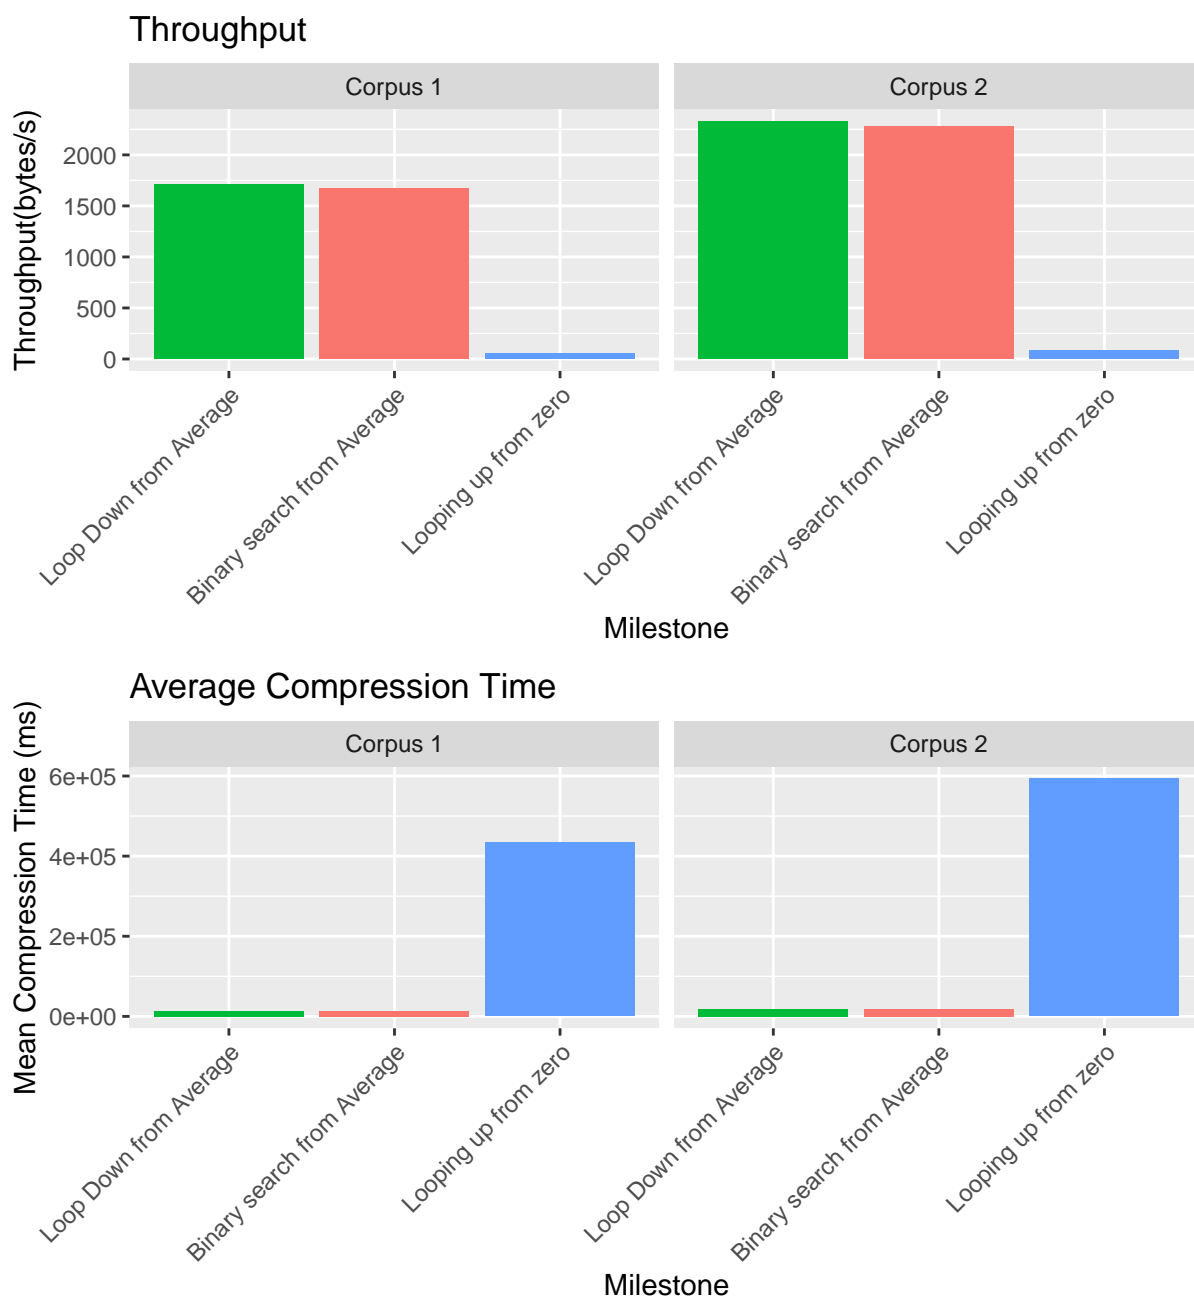 Throughput
Corpus 1
Corpus 2
Throughput(bytes/s)
2000
1500
1000
500
0
Loop Down from Average
Binary search from Average
Looping up from zero
Loop Down from Average
Binary search from Average
Looping up from zero
Milestone
Average Compression Time
Corpus 1
Corpus 2
Mean Compression Time (ms)
6e+05
4e+05
2e+05
0e+00
Loop Down from Average
Binary search from Average
Looping up from zero
Loop Down from Average
Binary search from Average
Looping up from zero
Milestone